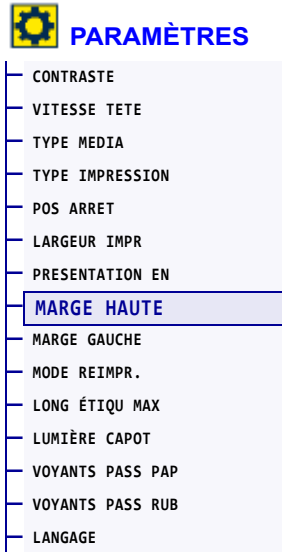 PARAMÈTRES
CONTRASTE
VITESSE TETE
TYPE MEDIA
TYPE IMPRESSION
POS ARRET
LARGEUR IMPR
PRESENTATION EN
MARGE HAUTE
MARGE GAUCHE
MODE REIMPR.
LONG ÉTIQU MAX
LUMIÈRE CAPOT
VOYANTS PASS PAP
VOYANTS PASS RUB
LANGAGE